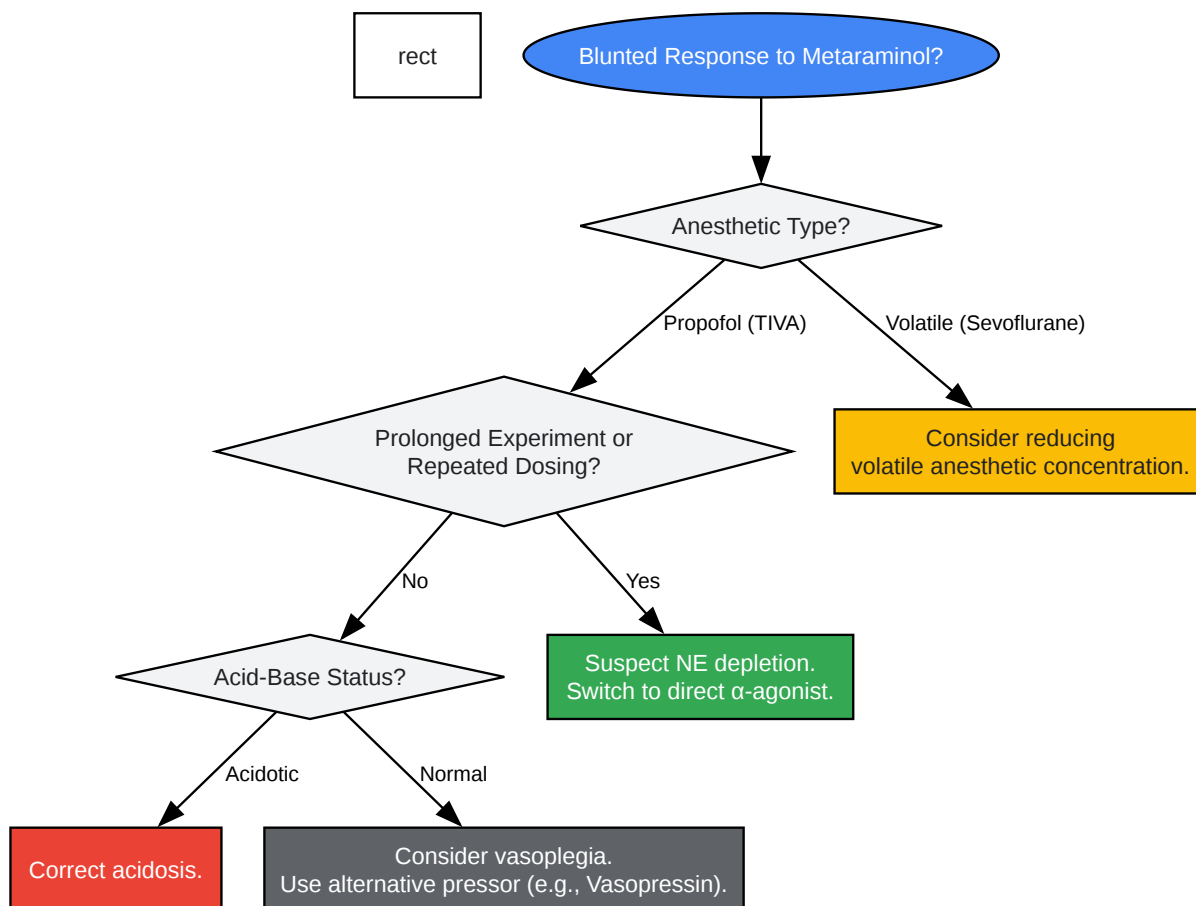 rect
Blunted Response to Metaraminol?
Anesthetic Type?
Propofol (TIVA)
Volatile (Sevoflurane)
Prolonged Experiment or
Repeated Dosing?
Consider reducing
volatile anesthetic concentration.
No
Yes
Acid-Base Status?
Suspect NE depletion.
Switch to direct α-agonist.
Acidotic
Normal
Correct acidosis.
Consider vasoplegia.
Use alternative pressor (e.g., Vasopressin).